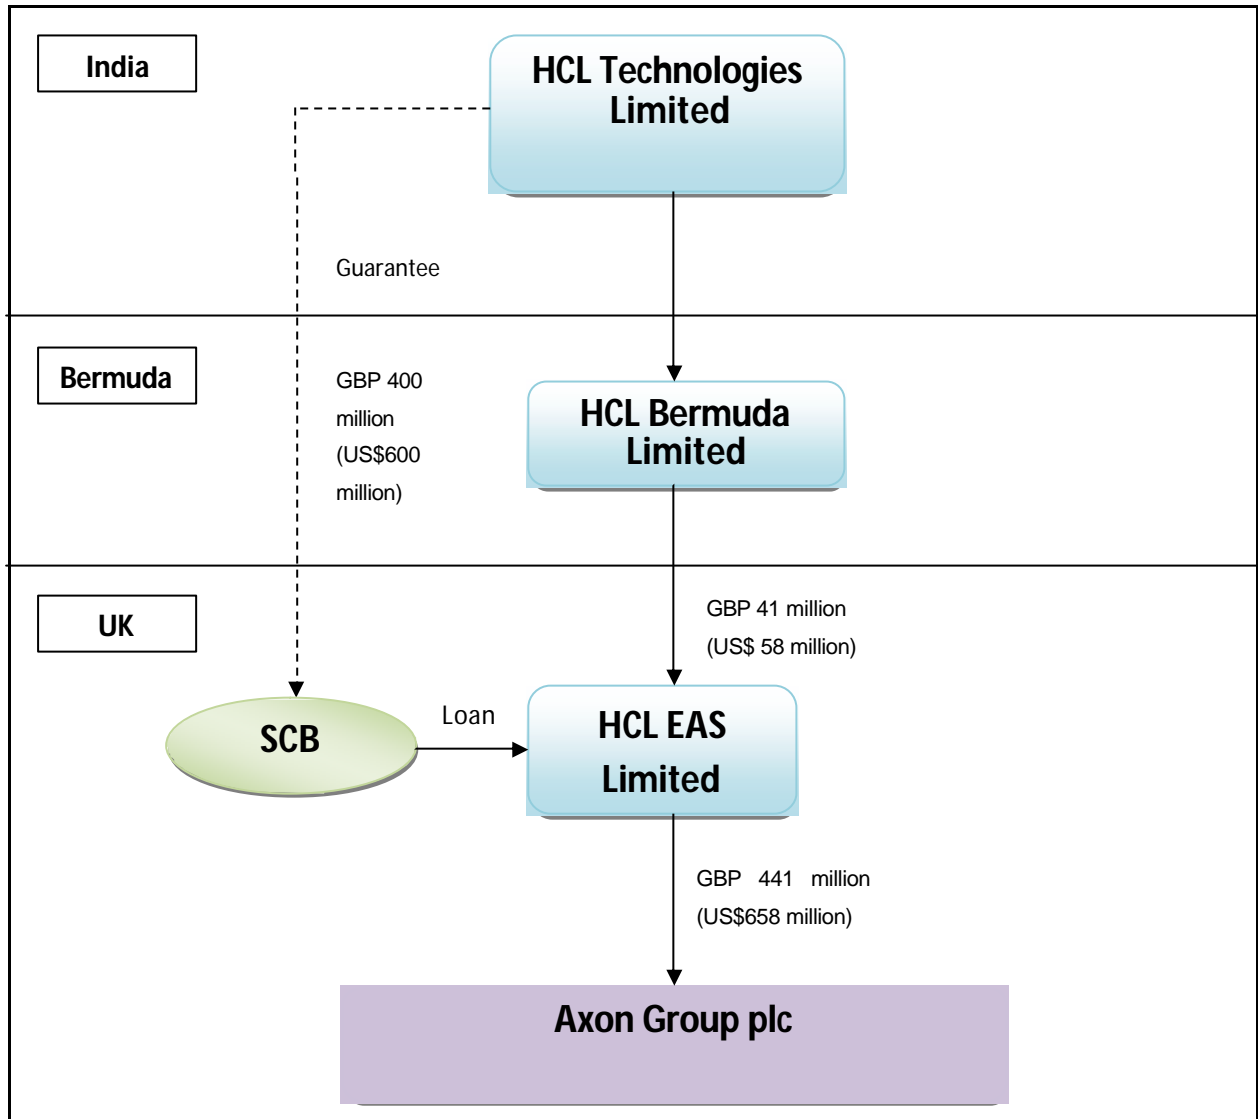 India
HCL Technologies
Limited
Guarantee
Bermuda
GBP 400
million
(US$600
million)
HCL Bermuda
Limited
UK
GBP 41 million
(US$ 58 million)
SCB
Loan
HCL EAS
Limited
GBP 441 million
(US$658 million)
Axon Group plc